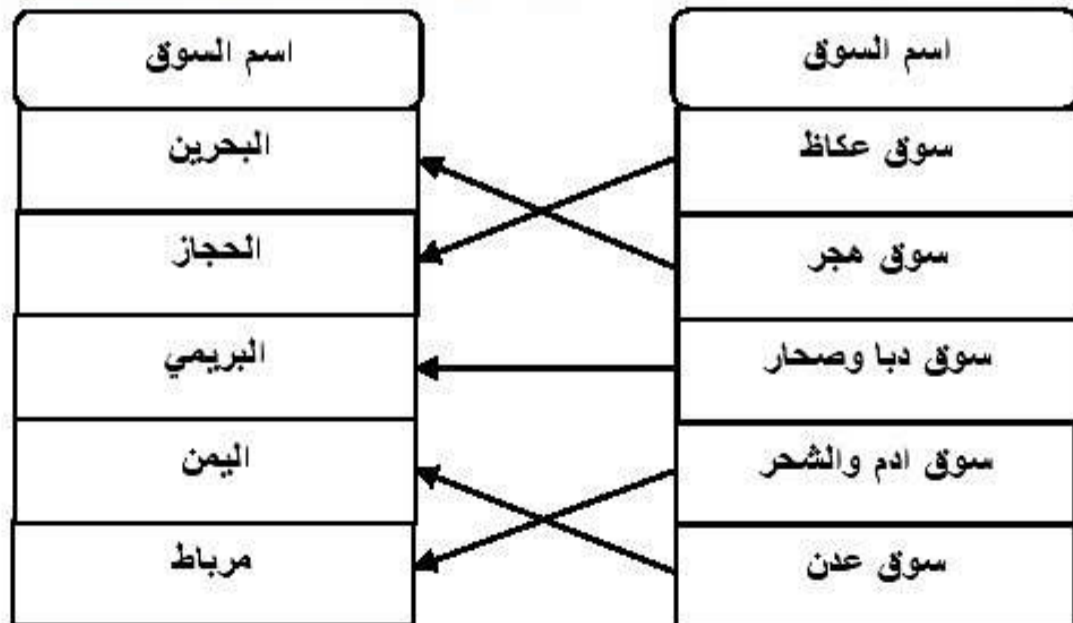 اسم السوق
اسم السوق
سوق عكاظ
البحرين
سوق هجر
الحجاز
سوق دبا وصحار
البريمي
سوق ادم والشحر
اليمن
سوق عدن
مرباط